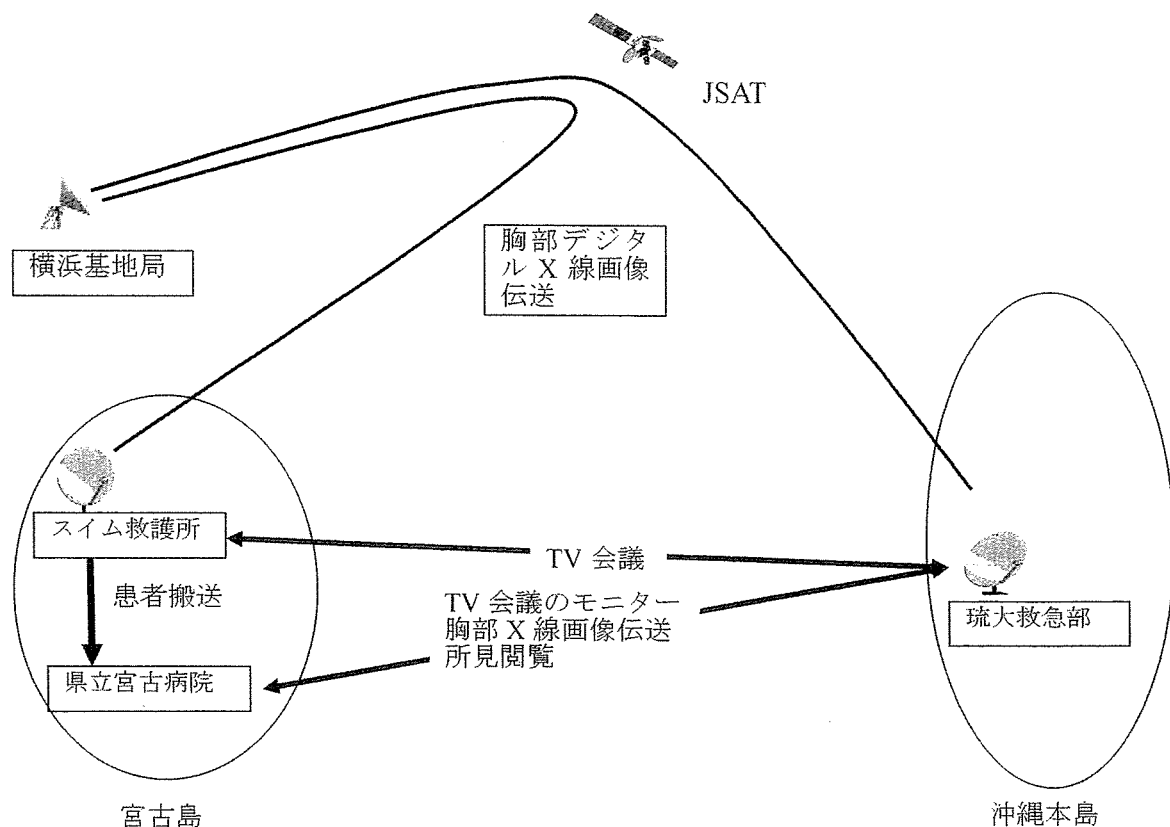 JSAT
横浜基地局
胸部デジタ
ル X 線画像
伝送
スイム救護所
TV 会議
患者搬送
TV 会議のモニター
胸部 X 線画像伝送
所見閲覧
琉大救急部
県立宮古病院
宮古島
沖縄本島